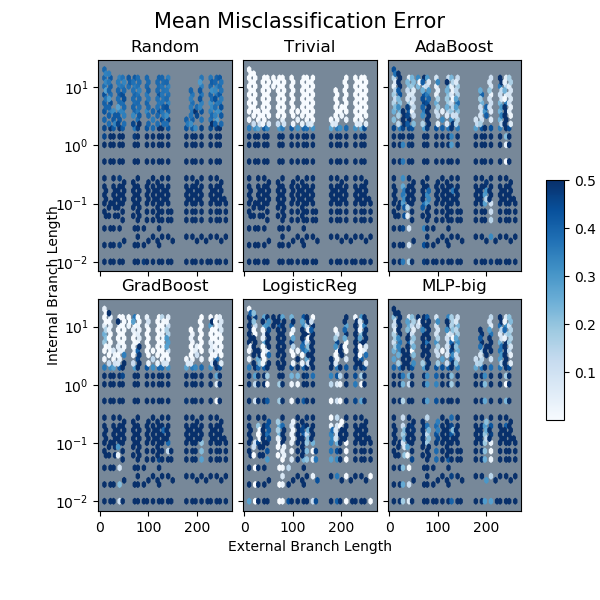 Mean Misclassification Error
Random Trivial AdaBoost
10¹
10⁰
10⁻¹
10⁻²
GradBoost LogisticReg MLP-big
10¹
10⁰
10⁻¹
10⁻²
0 100 200 0 100 200 0 100 200
External Branch Length
Internal Branch Length
0.5
0.4
0.3
0.2
0.1